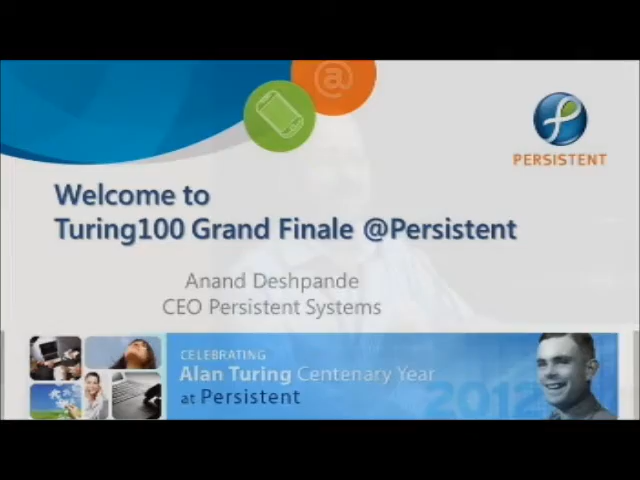 @
PERSISTENT
Welcome to
Turing100 Grand Finale @Persistent
Anand Deshpande
CEO Persistent Systems
CELEBRATING
Alan Turing Centenary Year
2012
at Persistent